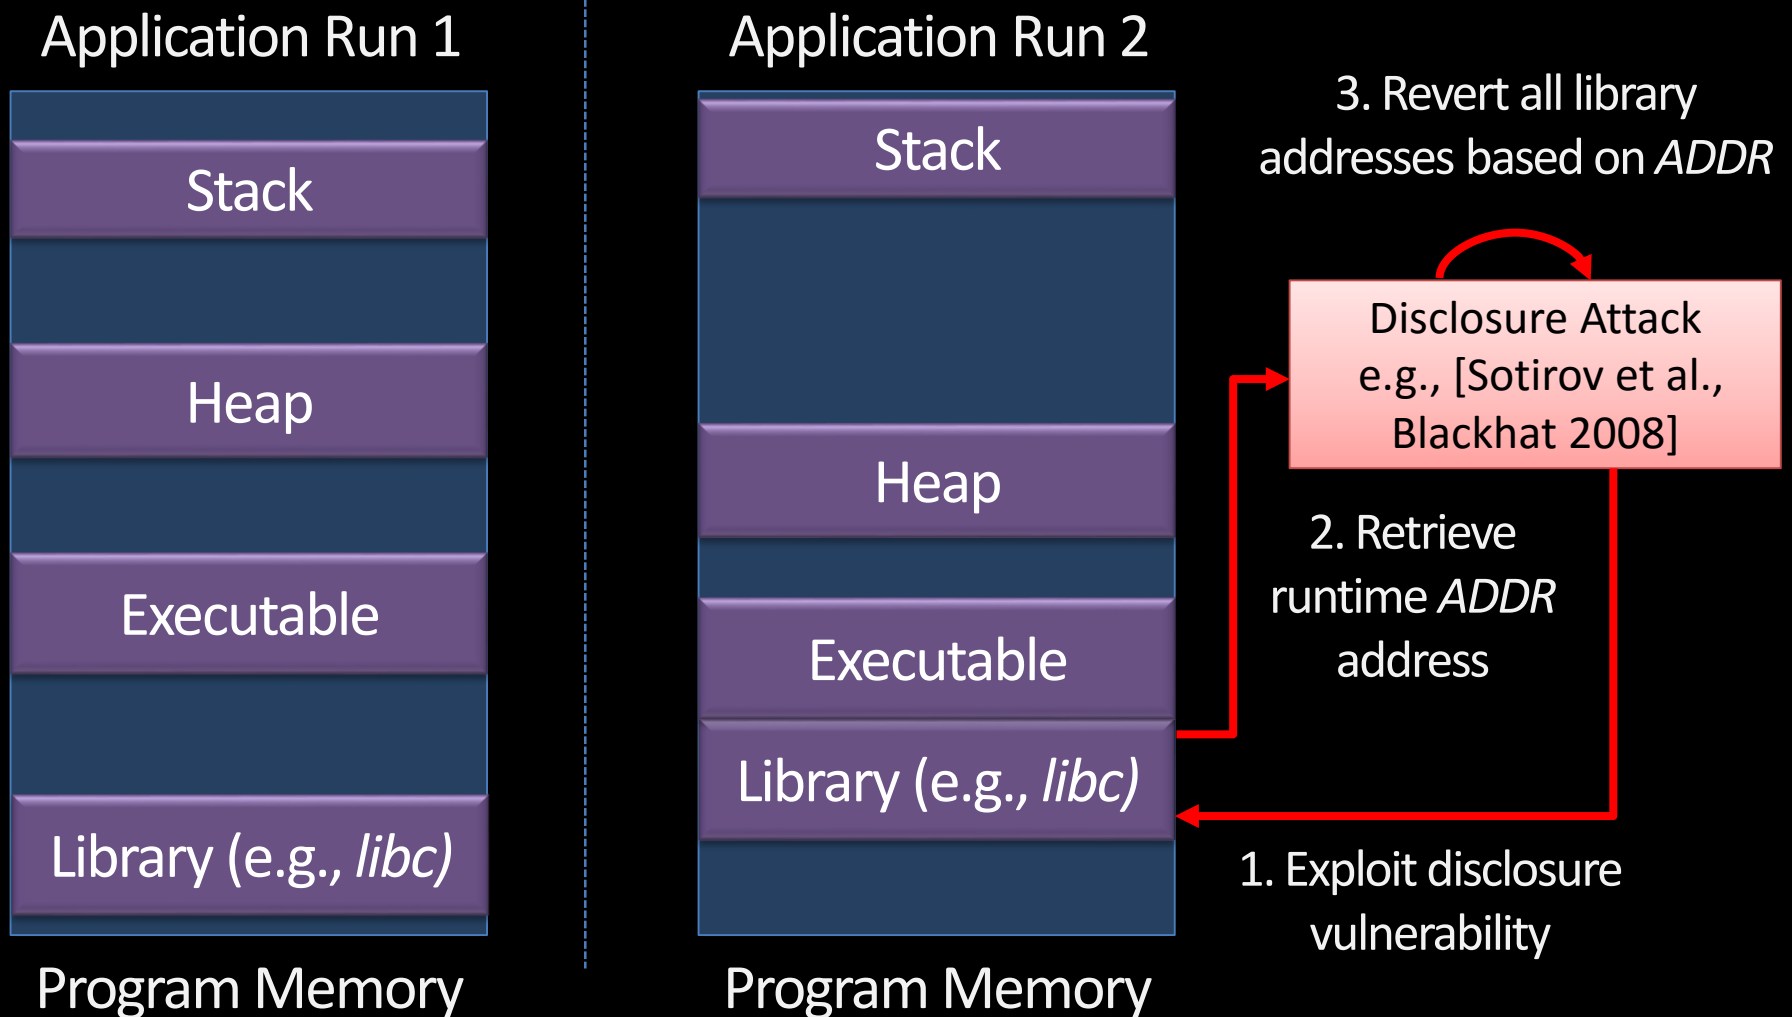 Application Run 1
Stack
Heap
Executable
Library (e.g., libc)
Program Memory
Application Run 2
Stack
Heap
Executable
Library (e.g., libc)
Program Memory
3. Revert all library
addresses based on ADDR
Disclosure Attack
e.g., [Sotirov et al.,
Blackhat 2008]
2. Retrieve
runtime ADDR
address
1. Exploit disclosure
vulnerability